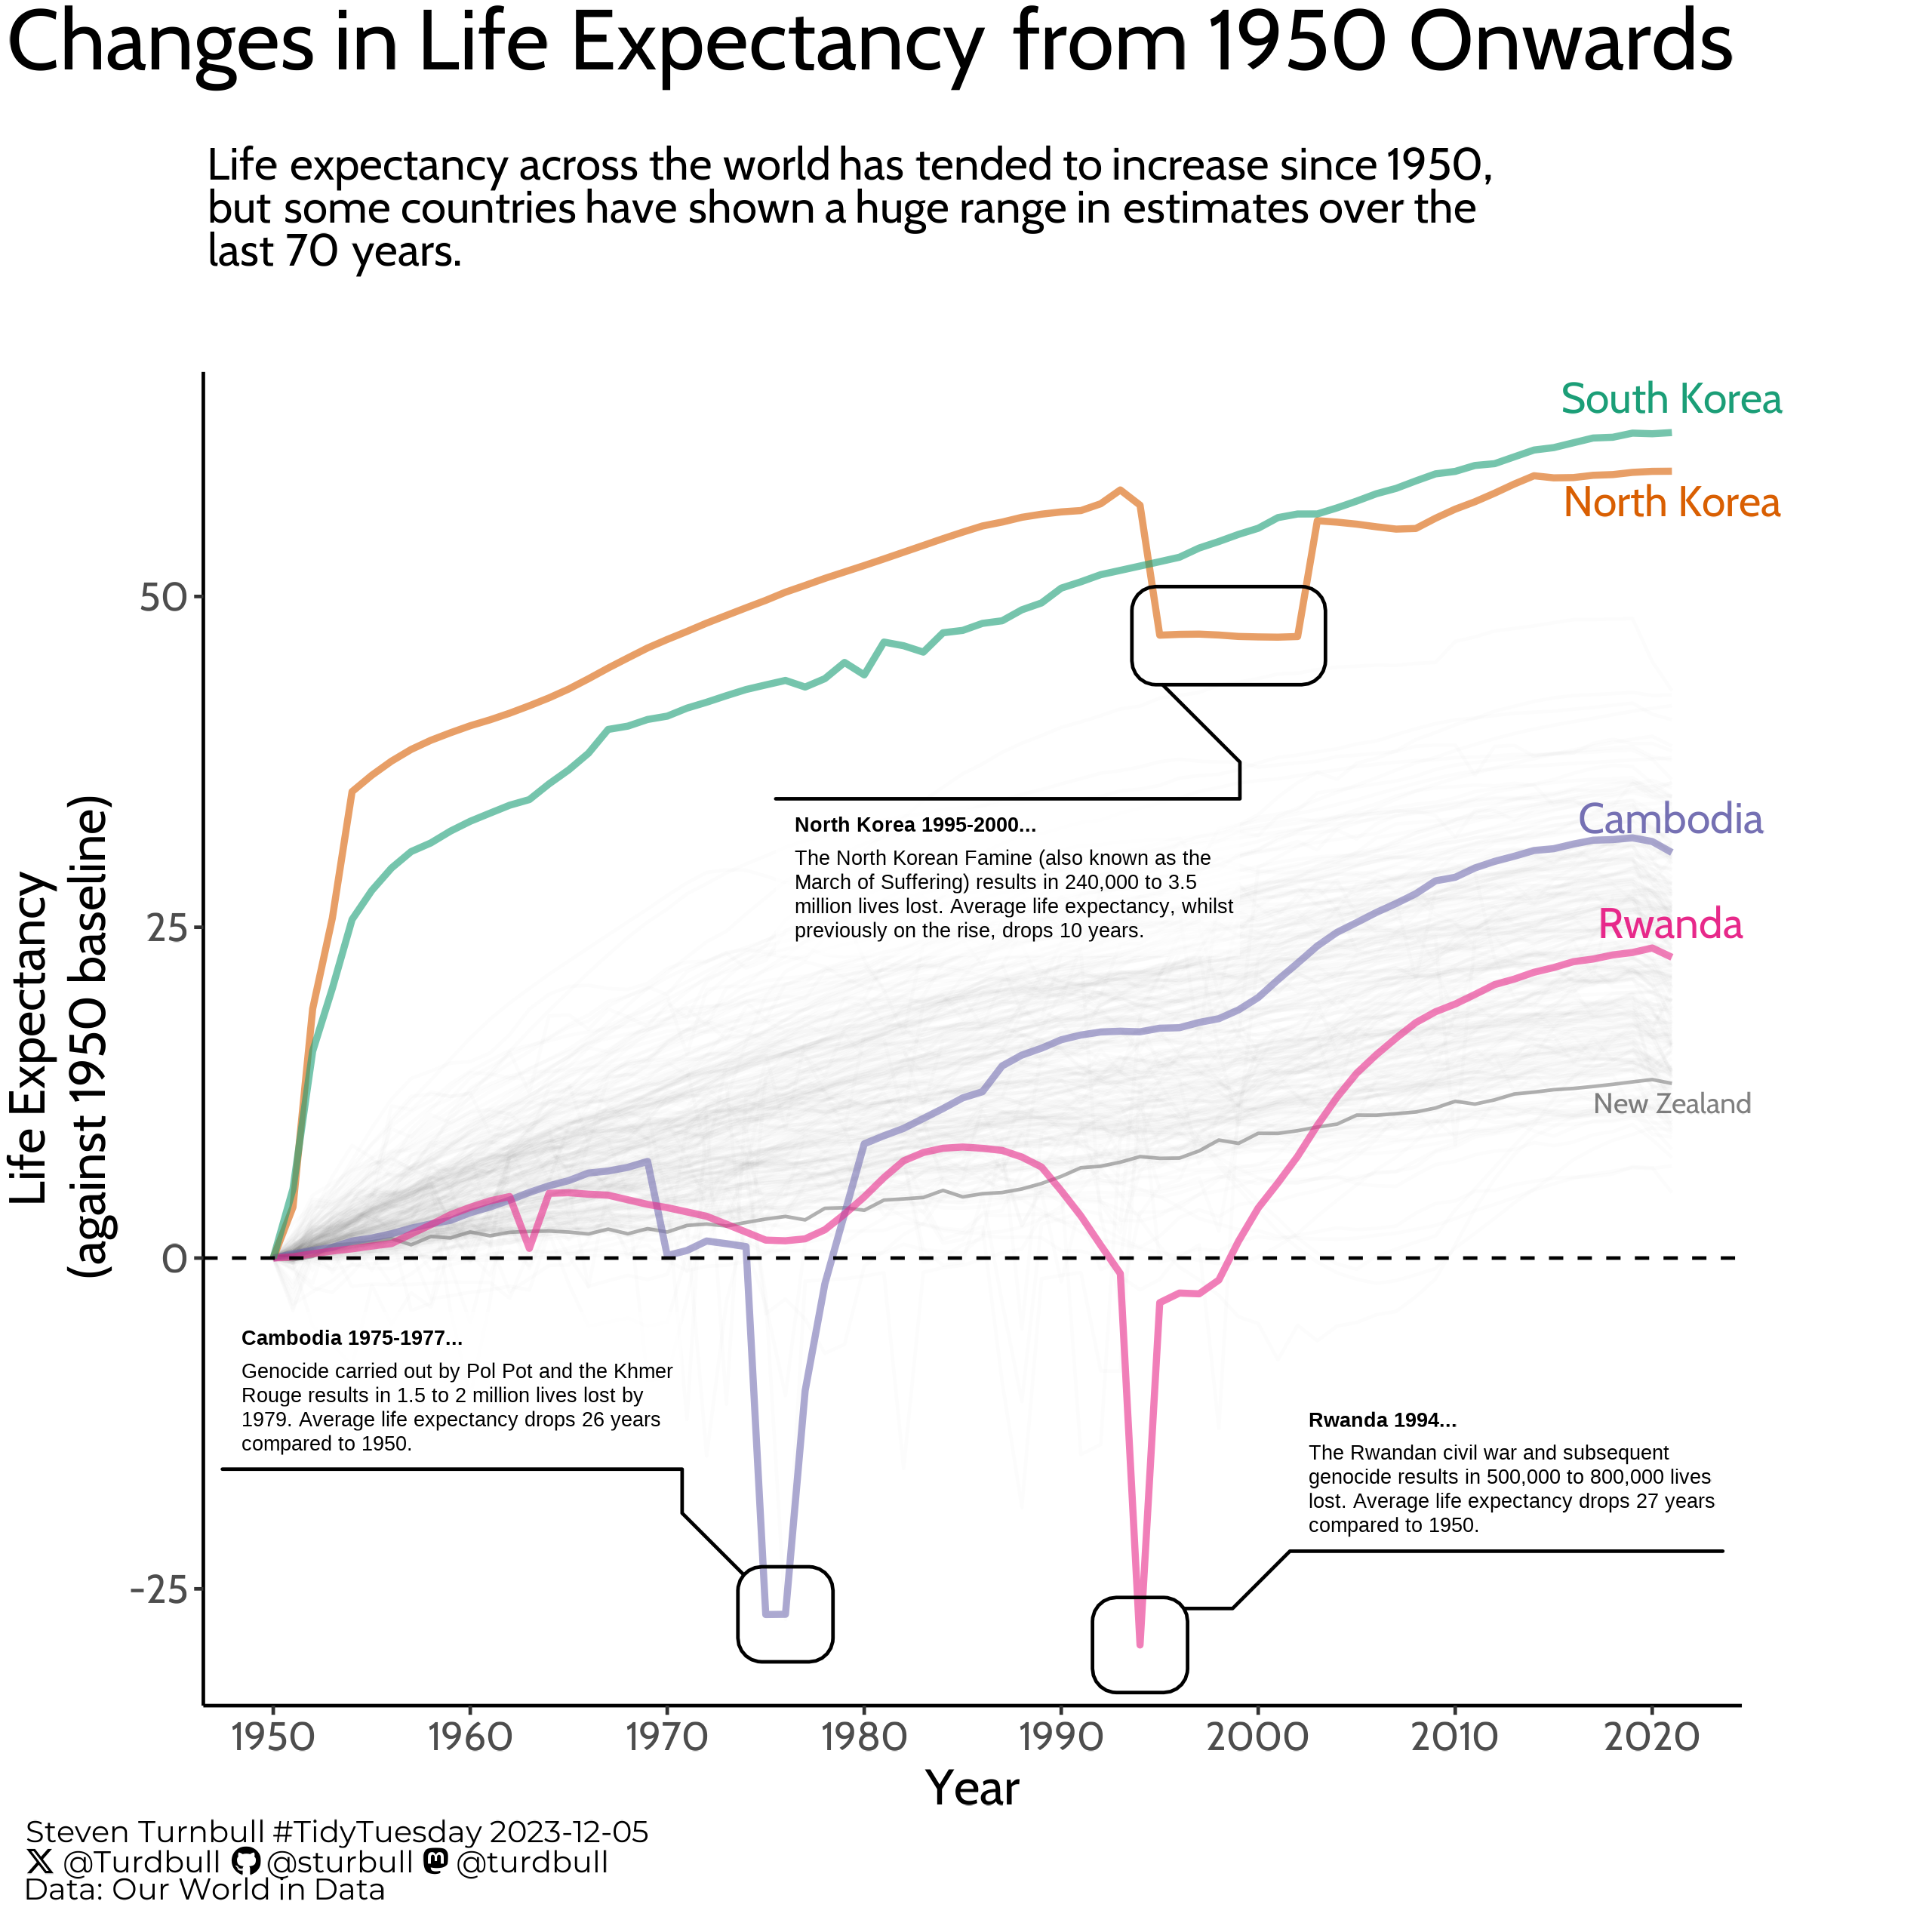 Changes in Life Expectancy from 1950 Onwards
Life expectancy across the world has tended to increase since 1950,
but some countries have shown a huge range in estimates over the
last 70 years.
Life Expectancy
(against 1950 baseline)
50
25
0
-25
South Korea
North Korea
Cambodia
Rwanda
New Zealand
North Korea 1995-2000...
The North Korean Famine (also known as the
March of Suffering) results in 240,000 to 3.5
million lives lost. Average life expectancy, whilst
previously on the rise, drops 10 years.
Cambodia 1975-1977...
Genocide carried out by Pol Pot and the Khmer
Rouge results in 1.5 to 2 million lives lost by
1979. Average life expectancy drops 26 years
compared to 1950.
Rwanda 1994...
The Rwandan civil war and subsequent
genocide results in 500,000 to 800,000 lives
lost. Average life expectancy drops 27 years
compared to 1950.
1950 1960 1970 1980 1990 2000 2010 2020
Year
Steven Turnbull #TidyTuesday 2023-12-05
@Turdbull @sturbull @turdbull
Data: Our World in Data